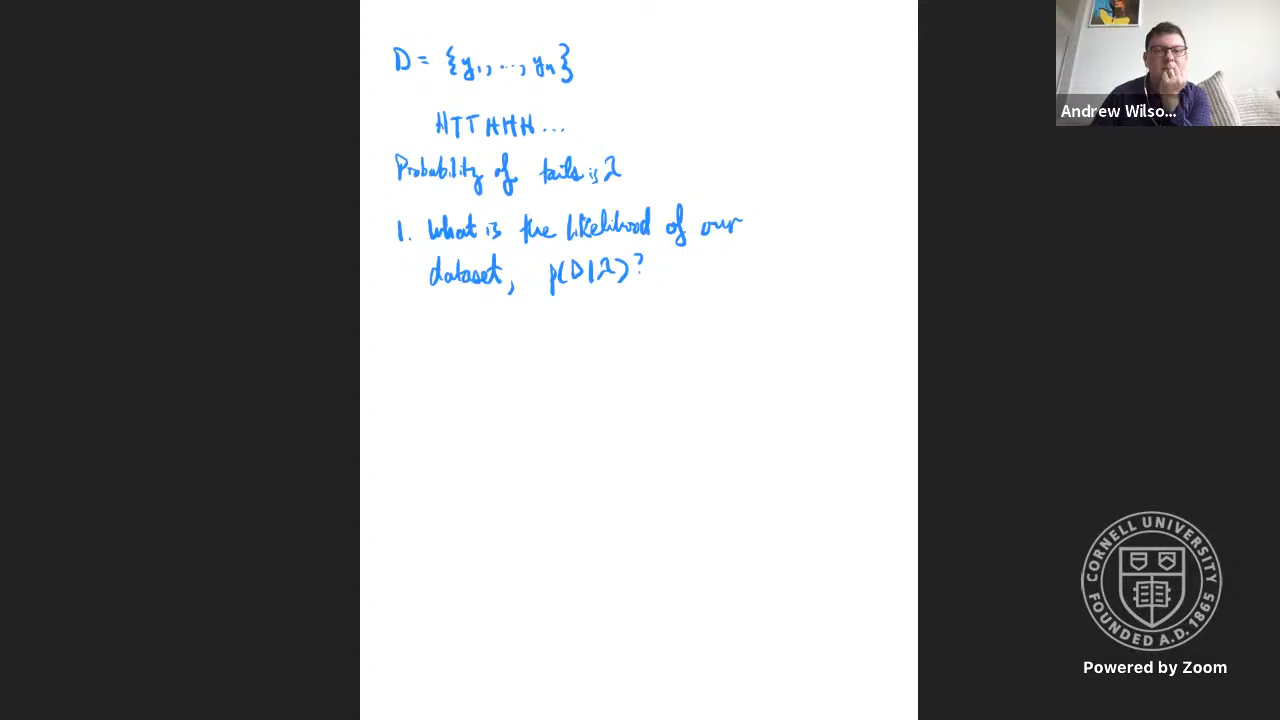 D = {y₁, ..., yₙ}
HTTHHH...
Probability of tails is λ
1. What is the likelihood of our
dataset, p(D|λ)?
Andrew Wilso...
CORNELL UNIVERSITY
FOUNDED A.D. 1865
Powered by Zoom